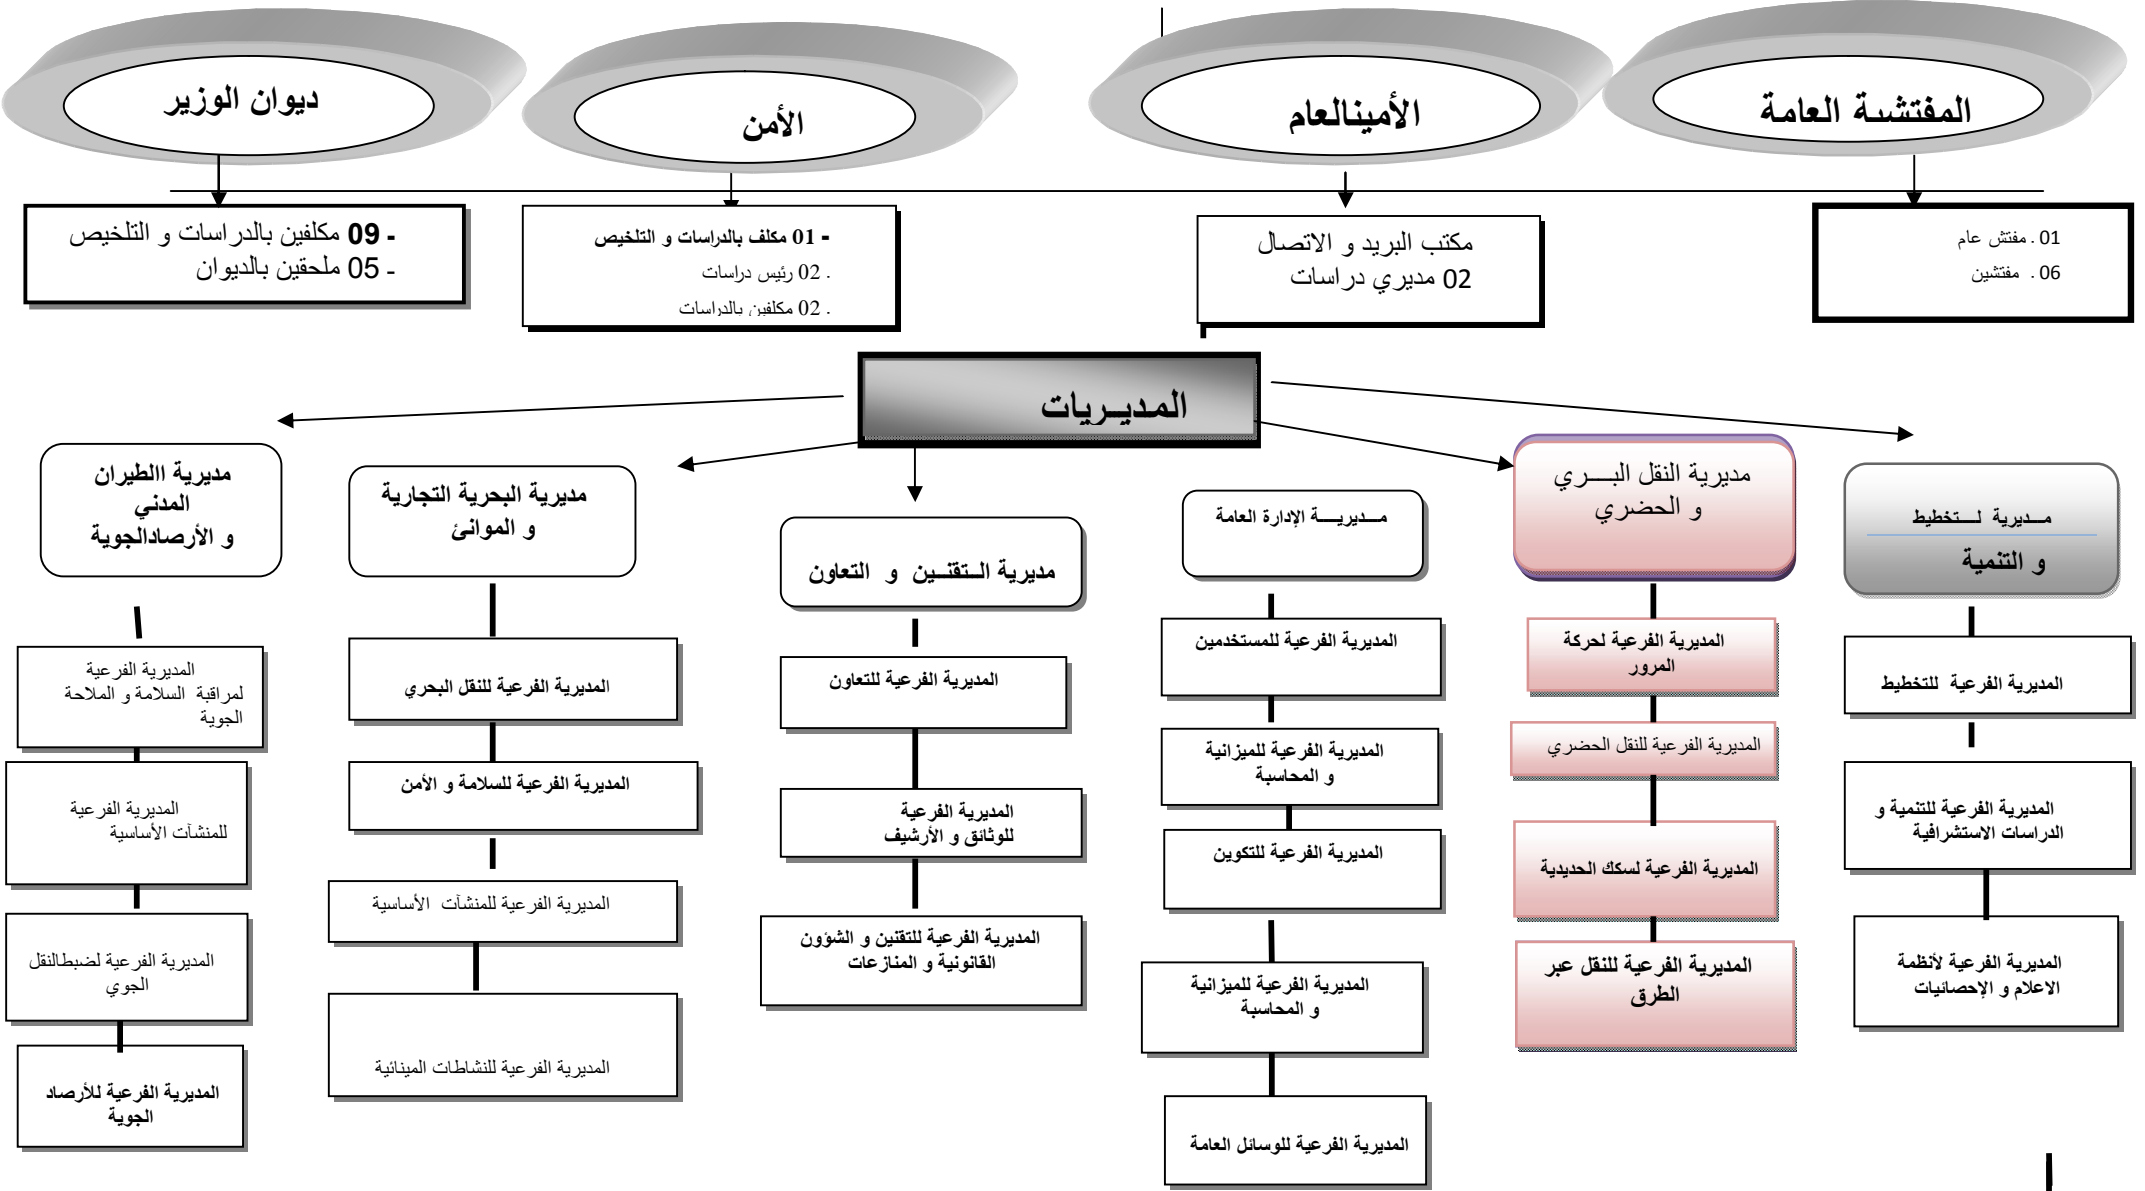 المفتشية العامة
الأمينالعام
الأمن
ديوان الوزير
01 . مفتش عام
06 . مفتشين
مكتب البريد و الاتصال
02 مديري دراسات
- 01 مكلف بالدراسات و التلخيص
. 02 رئيس دراسات
. 02 مكلفين بالدراسات
- 09 مكلفين بالدراسات و التلخيص
- 05 ملحقين بالديوان
المديــريات
مــديرية لــتخطيط
و التنمية
المديرية الفرعية للتخطيط
المديرية الفرعية للتنمية و
الدراسات الاستشرافية
المديرية الفرعية لأنظمة
الاعلام و الإحصائيات
مديرية النقل البــــري
و الحضري
المديرية الفرعية لحركة
المرور
المديرية الفرعية للنقل الحضري
المديرية الفرعية لسكك الحديدية
المديرية الفرعية للنقل عبر
الطرق
مــديريــــة الإدارة العامة
المديرية الفرعية للمستخدمين
المديرية الفرعية للميزانية
و المحاسبة
المديرية الفرعية للتكوين
المديرية الفرعية للميزانية
و المحاسبة
المديرية الفرعية للوسائل العامة
مديرية الــتقنــين و التعاون
المديرية الفرعية للتعاون
المديرية الفرعية
للوثائق و الأرشيف
المديرية الفرعية للتقنين و الشؤون
القانونية و المنازعات
مديرية البحرية التجارية
و الموانئ
المديرية الفرعية للنقل البحري
المديرية الفرعية للسلامة و الأمن
المديرية الفرعية للمنشآت الأساسية
المديرية الفرعية للنشاطات المينائية
مديرية االطيران
المدني
و الأرصادالجوية
المديرية الفرعية
لمراقبة السلامة و الملاحة
الجوية
المديرية الفرعية
للمنشآت الأساسية
المديرية الفرعية لضبطالنقل
الجوي
المديرية الفرعية للأرصاد
الجوية